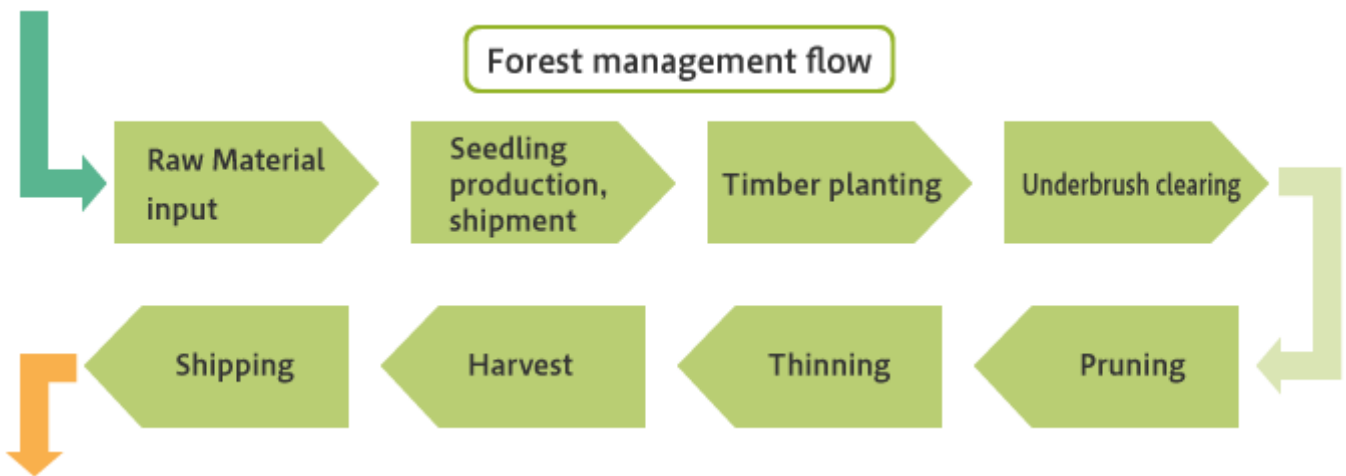 Forest management flow
Raw Material
input
Seedling
production,
shipment
Timber planting
Underbrush clearing
Pruning
Thinning
Harvest
Shipping